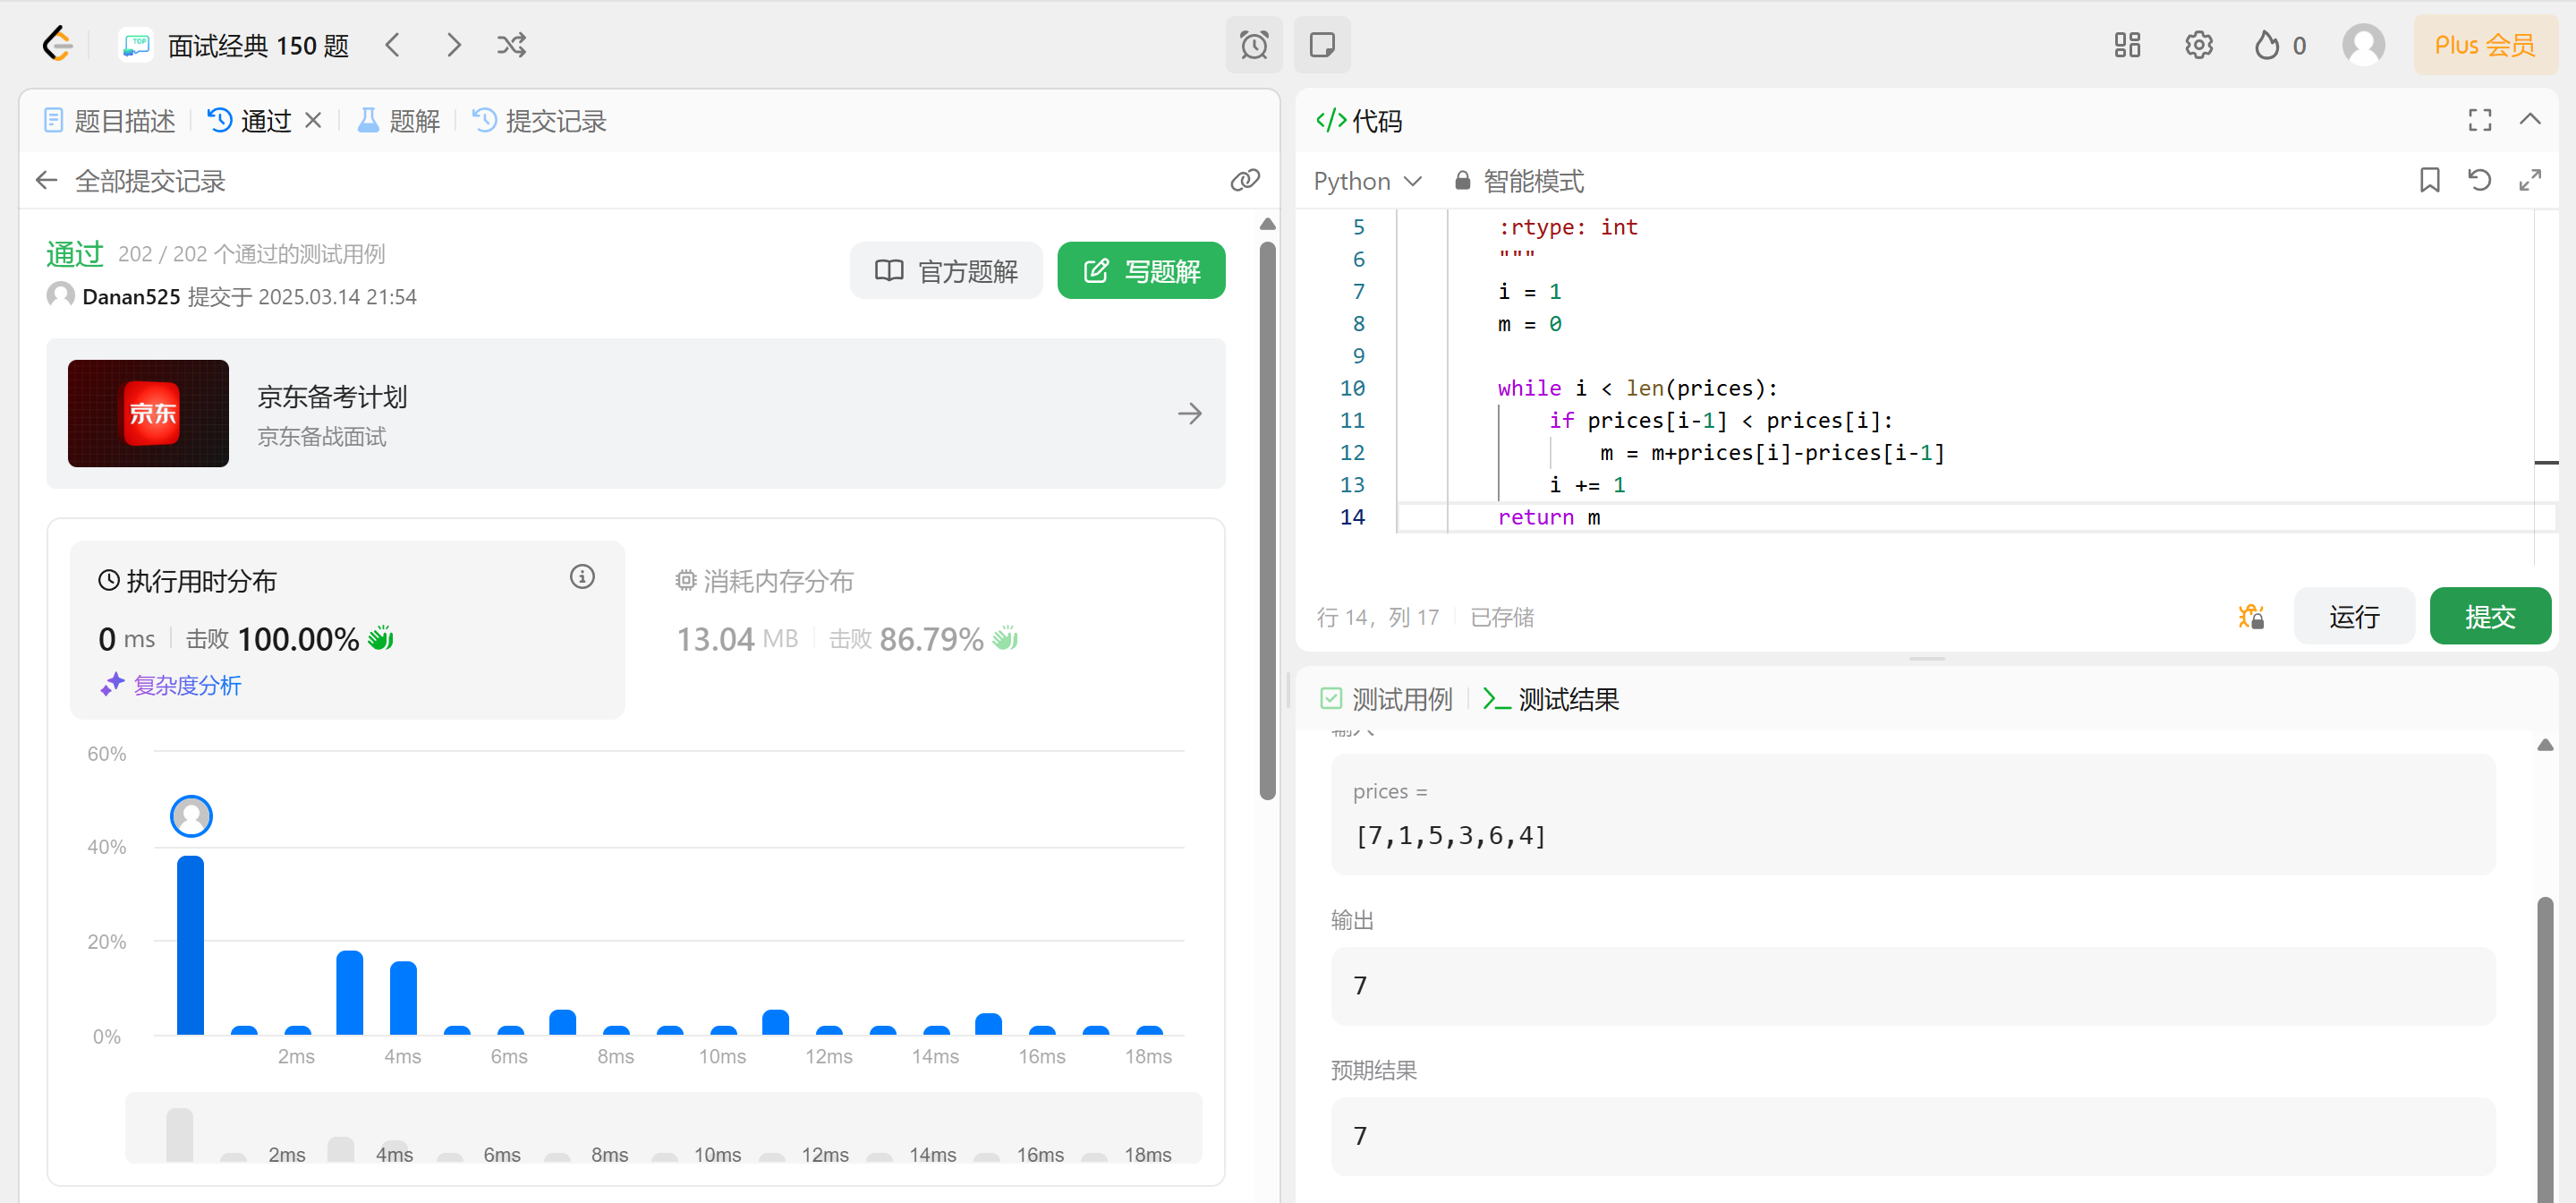 面试经典 150 题
0
Plus 会员
题目描述
通过
题解
提交记录
全部提交记录
通过 202 / 202 个通过的测试用例
Danan525 提交于 2025.03.14 21:54
官方题解
写题解
京东
京东备考计划
京东备战面试
执行用时分布
0 ms 击败 100.00%
复杂度分析
消耗内存分布
13.04 MB 击败 86.79%
60%
40%
20%
0%
2ms 4ms 6ms 8ms 10ms 12ms 14ms 16ms 18ms
2ms 4ms 6ms 8ms 10ms 12ms 14ms 16ms 18ms
</>代码
Python 智能模式
5 :rtype: int
6 """
7 i = 1
8 m = 0
9
10 while i < len(prices):
11 if prices[i-1] < prices[i]:
12 m = m+prices[i]-prices[i-1]
13 i += 1
14 return m
行 14, 列 17 已存储
运行
提交
测试用例
测试结果
输入
prices =
[7,1,5,3,6,4]
输出
7
预期结果
7